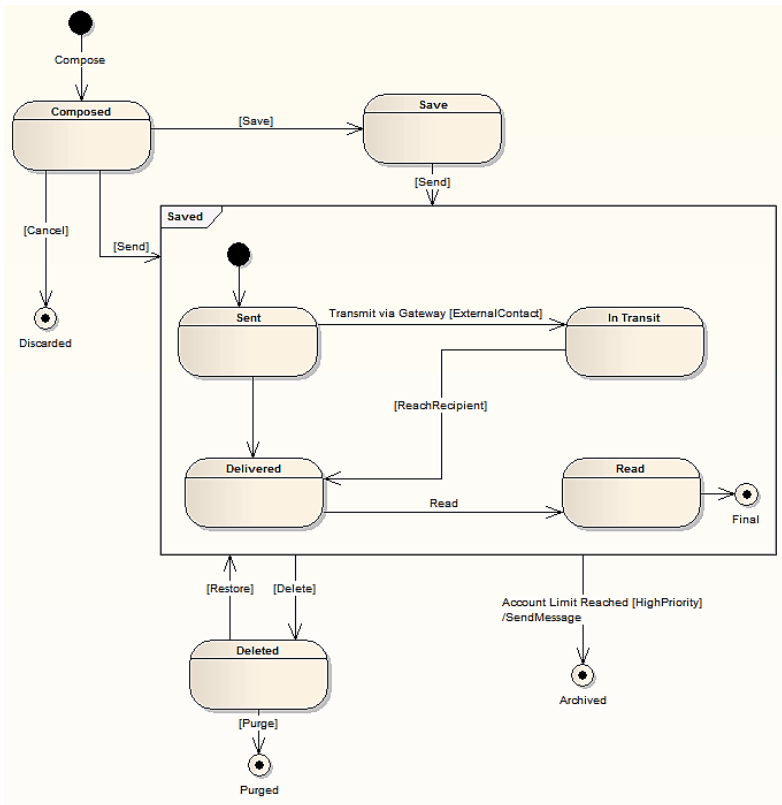 Compose
Composed
Save
[Save]
[Send]
[Cancel]
[Send]
Saved
Discarded
Sent
Transmit via Gateway [ExternalContact]
In Transit
[ReachRecipient]
Delivered
Read
Read
Final
[Restore]
[Delete]
Account Limit Reached [HighPriority]
/SendMessage
Deleted
Archived
[Purge]
Purged